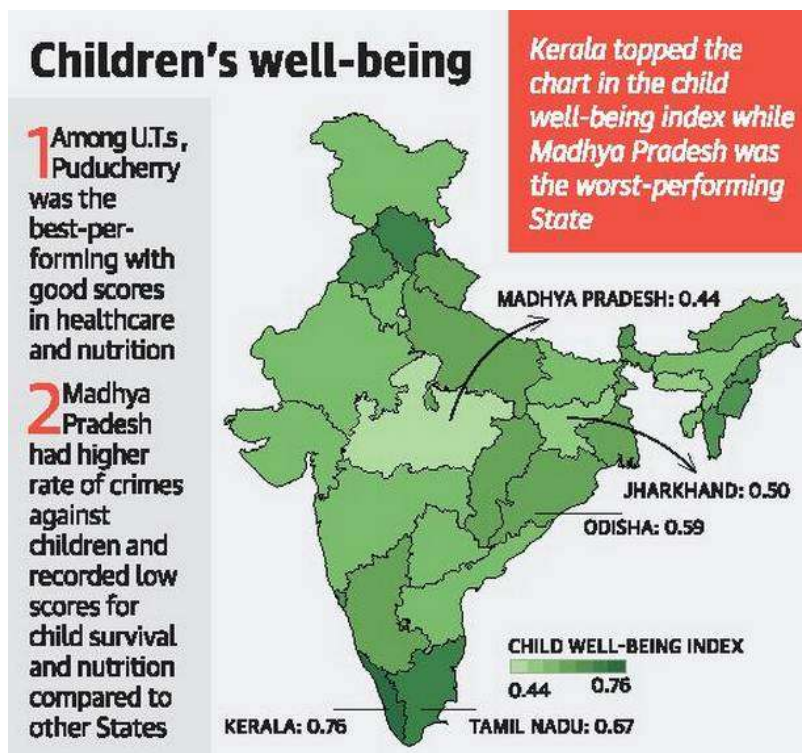 Children's well-being
Kerala topped the
chart in the child
well-being index while
Madhya Pradesh was
the worst-performing
State
1 Among U.T.s,
Puducherry
was the
best-per-
forming with
good scores
in healthcare
and nutrition
2 Madhya
Pradesh
had higher
rate of crimes
against
children and
recorded low
scores for
child survival
and nutrition
compared to
other States
MADHYA PRADESH: 0.44
JHARKHAND: 0.50
ODISHA: 0.59
CHILD WELL-BEING INDEX
0.44 0.76
KERALA: 0.76 TAMIL NADU: 0.67